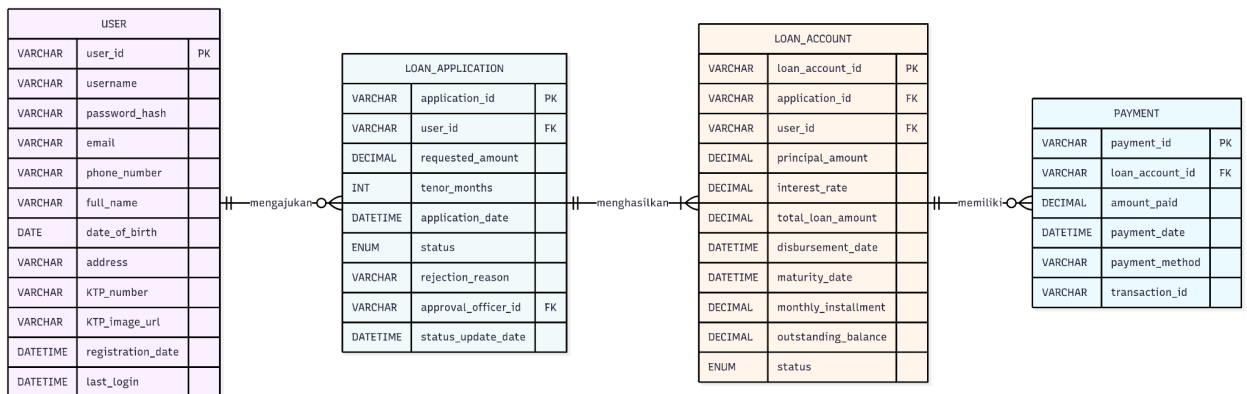 USER
VARCHAR user_id PK
VARCHAR username
VARCHAR password_hash
VARCHAR email
VARCHAR phone_number
VARCHAR full_name
DATE date_of_birth
VARCHAR address
VARCHAR KTP_number
VARCHAR KTP_image_url
DATETIME registration_date
DATETIME last_login
mengajukan
LOAN_APPLICATION
VARCHAR application_id PK
VARCHAR user_id FK
DECIMAL requested_amount
INT tenor_months
DATETIME application_date
ENUM status
VARCHAR rejection_reason
VARCHAR approval_officer_id FK
DATETIME status_update_date
menghasilkan
LOAN_ACCOUNT
VARCHAR loan_account_id PK
VARCHAR application_id FK
VARCHAR user_id FK
DECIMAL principal_amount
DECIMAL interest_rate
DECIMAL total_loan_amount
DATETIME disbursement_date
DATETIME maturity_date
DECIMAL monthly_installment
DECIMAL outstanding_balance
ENUM status
memiliki
PAYMENT
VARCHAR payment_id PK
VARCHAR loan_account_id FK
DECIMAL amount_paid
DATETIME payment_date
VARCHAR payment_method
VARCHAR transaction_id